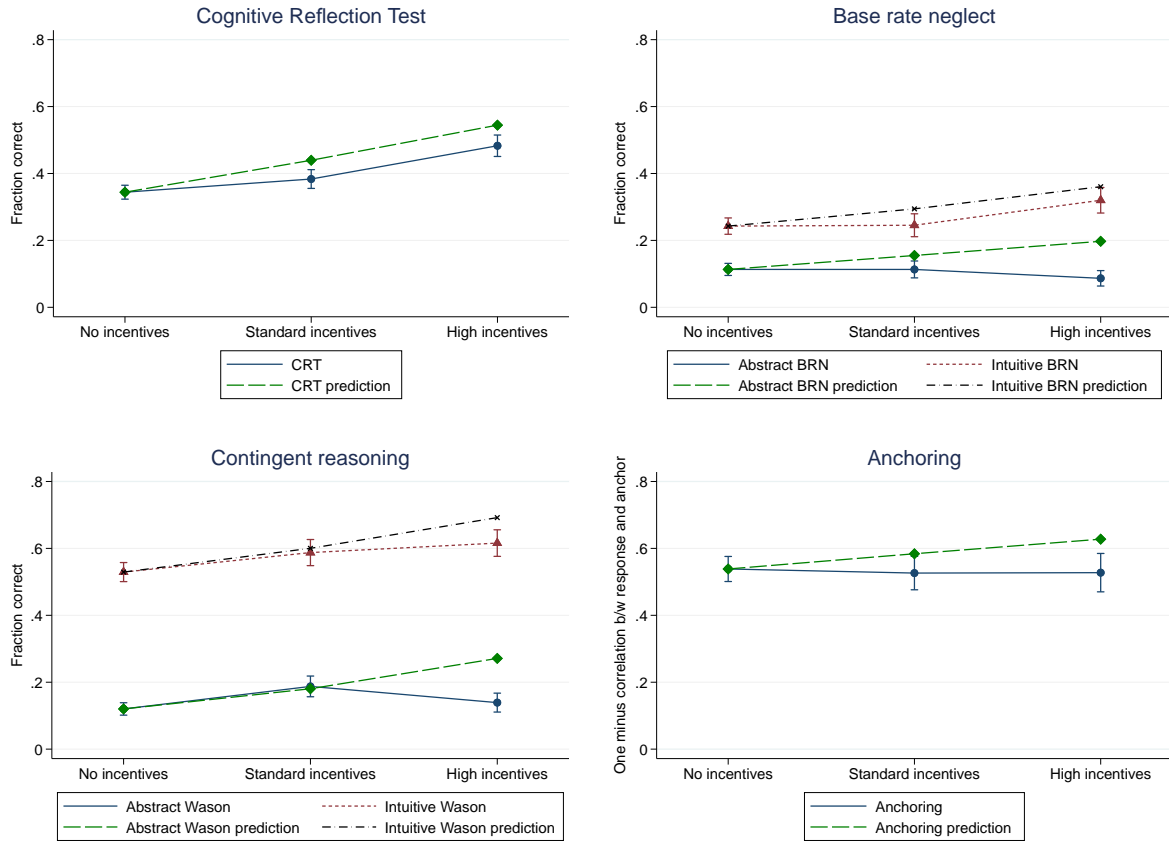 Cognitive Reflection Test
Fraction correct
.8
.6
.4
.2
0
No incentives
Standard incentives
High incentives
CRT
CRT prediction
Base rate neglect
Fraction correct
.8
.6
.4
.2
0
No incentives
Standard incentives
High incentives
Abstract BRN
Intuitive BRN
Abstract BRN prediction
Intuitive BRN prediction
Contingent reasoning
Fraction correct
.8
.6
.4
.2
0
No incentives
Standard incentives
High incentives
Abstract Wason
Intuitive Wason
Abstract Wason prediction
Intuitive Wason prediction
Anchoring
One minus correlation b/w response and anchor
.8
.6
.4
.2
0
No incentives
Standard incentives
High incentives
Anchoring
Anchoring prediction